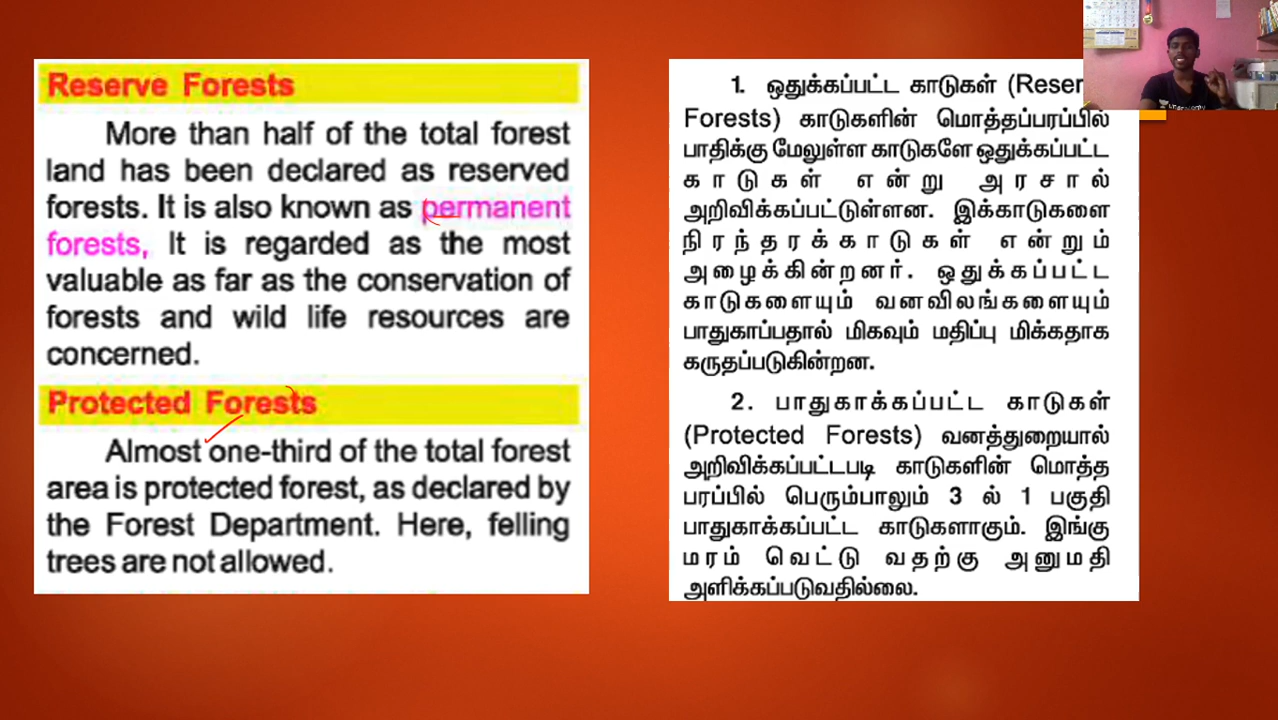 Reserve Forests
More than half of the total forest
land has been declared as reserved
forests. It is also known as permanent
forests, It is regarded as the most
valuable as far as the conservation of
forests and wild life resources are
concerned.
Protected Forests
Almost one-third of the total forest
area is protected forest, as declared by
the Forest Department. Here, felling
trees are not allowed.
1. ஒதுக்கப்பட்ட காடுகள் (Reser
Forests) காடுகளின் மொத்தப்பரப்பில்
பாதிக்கு மேலுள்ள காடுகளே ஒதுக்கப்பட்ட
காடுகள் என்று அரசால்
அறிவிக்கப்பட்டுள்ளன. இக்காடுகளை
நிரந்தரக்காடுகள் என்றும்
அழைக்கின்றனர். ஒதுக்கப்பட்ட
காடுகளையும் வனவிலங்களையும்
பாதுகாப்பதால் மிகவும் மதிப்பு மிக்கதாக
கருதப்படுகின்றன.
2. பாதுகாக்கப்பட்ட காடுகள்
(Protected Forests) வனத்துறையால்
அறிவிக்கப்பட்டபடி காடுகளின் மொத்த
பரப்பில் பெரும்பாலும் 3 ல் 1 பகுதி
பாதுகாக்கப்பட்ட காடுகளாகும். இங்கு
மரம் வெட்டு வதற்கு அனுமதி
அளிக்கப்படுவதில்லை.